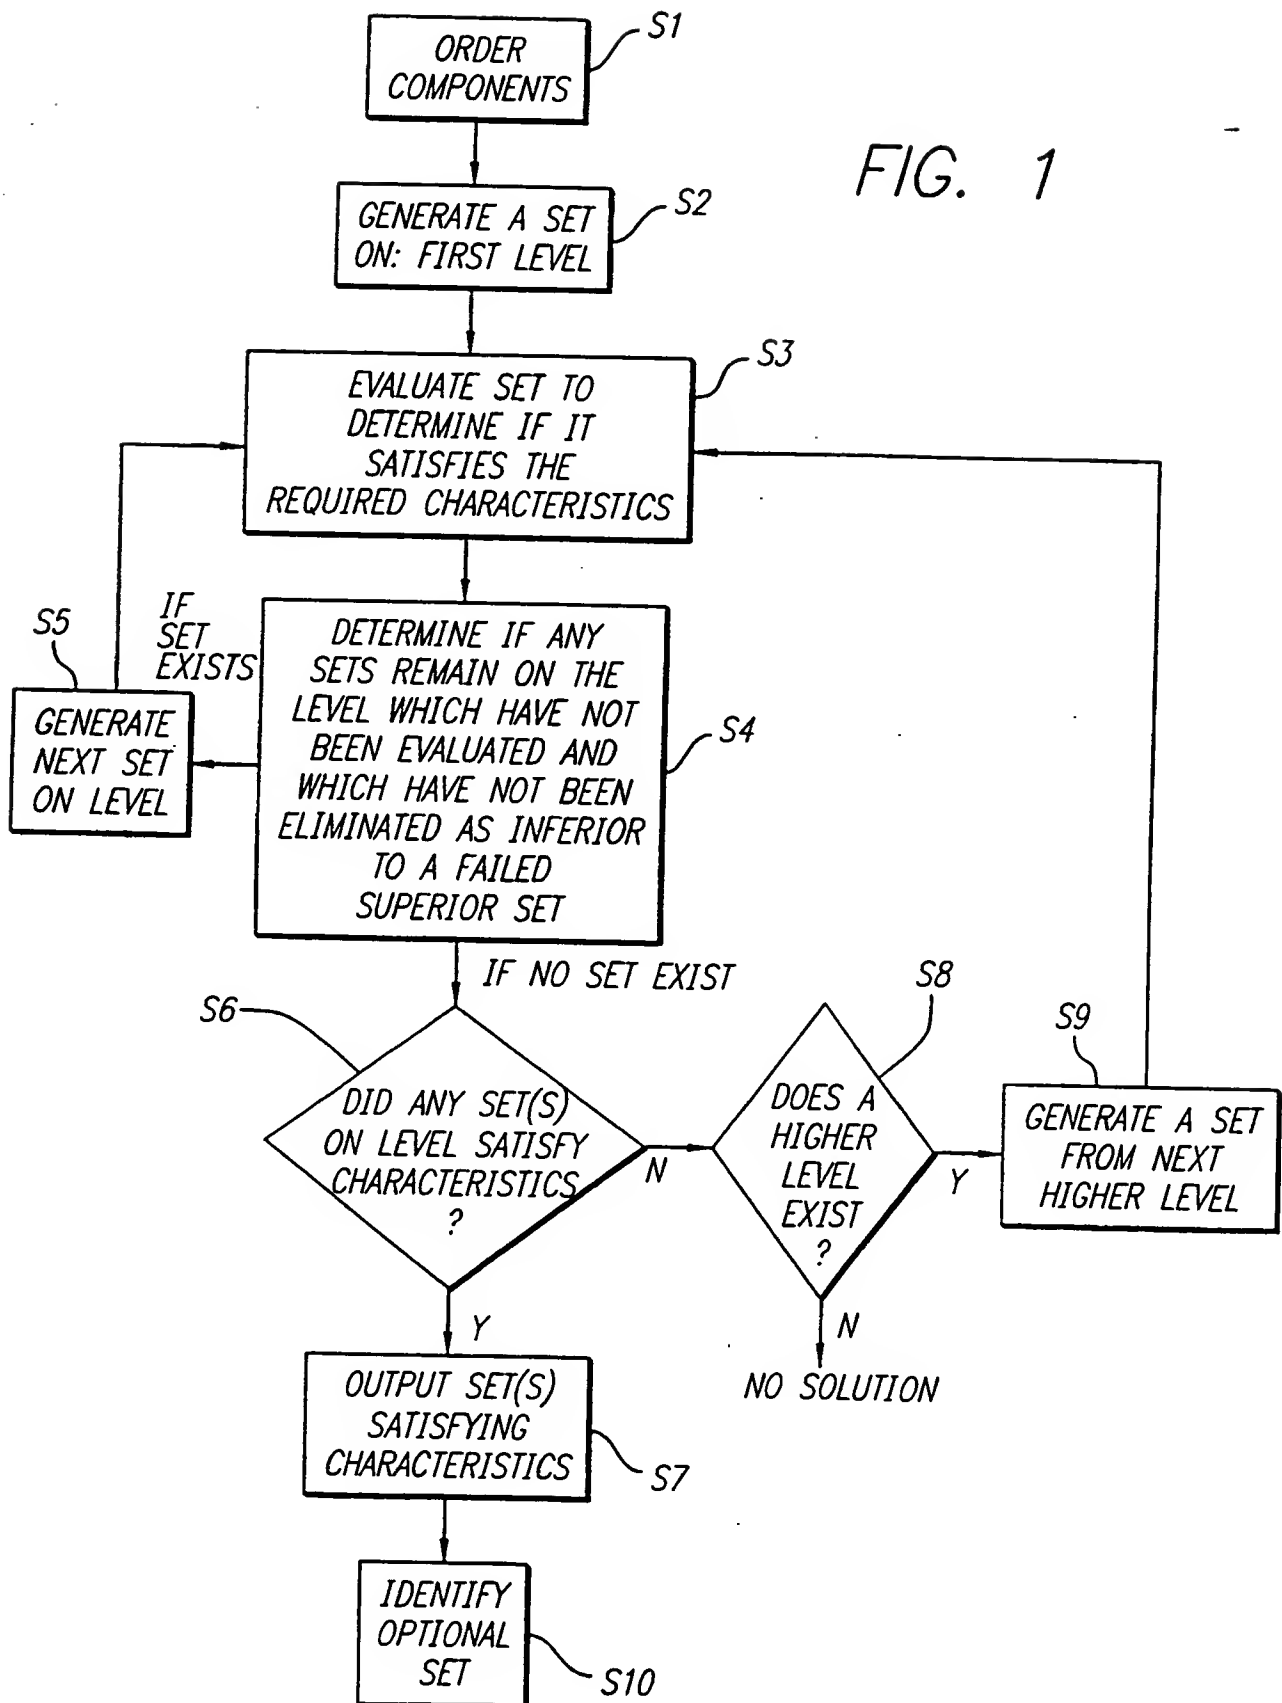 ORDER
COMPONENTS
S1
FIG. 1
GENERATE A SET
ON: FIRST LEVEL
S2
EVALUATE SET TO
DETERMINE IF IT
SATISFIES THE
REQUIRED CHARACTERISTICS
S3
IF
SET
EXISTS
S5
GENERATE
NEXT SET
ON LEVEL
DETERMINE IF ANY
SETS REMAIN ON THE
LEVEL WHICH HAVE NOT
BEEN EVALUATED AND
WHICH HAVE NOT BEEN
ELIMINATED AS INFERIOR
TO A FAILED
SUPERIOR SET
S4
IF NO SET EXIST
S6
DID ANY SET(S)
ON LEVEL SATISFY
CHARACTERISTICS
?
N
Y
S8
DOES A
HIGHER
LEVEL
EXIST
?
Y
N
NO SOLUTION
S9
GENERATE A SET
FROM NEXT
HIGHER LEVEL
OUTPUT SET(S)
SATISFYING
CHARACTERISTICS
S7
IDENTIFY
OPTIONAL
SET
S10